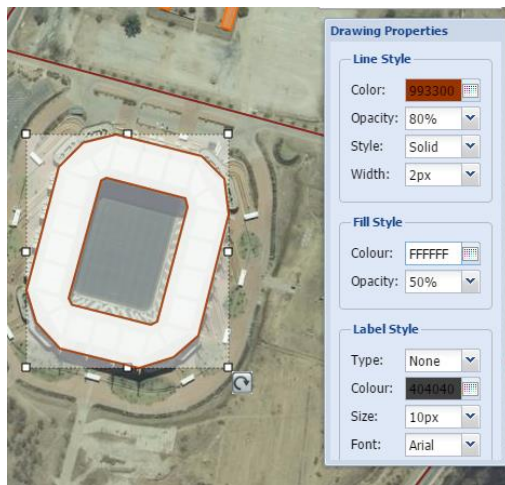 Drawing Properties
Line Style
Color: 993300
Opacity: 80%
Style: Solid
Width: 2px
Fill Style
Colour: FFFFFF
Opacity: 50%
Label Style
Type: None
Colour: 404040
Size: 10px
Font: Arial